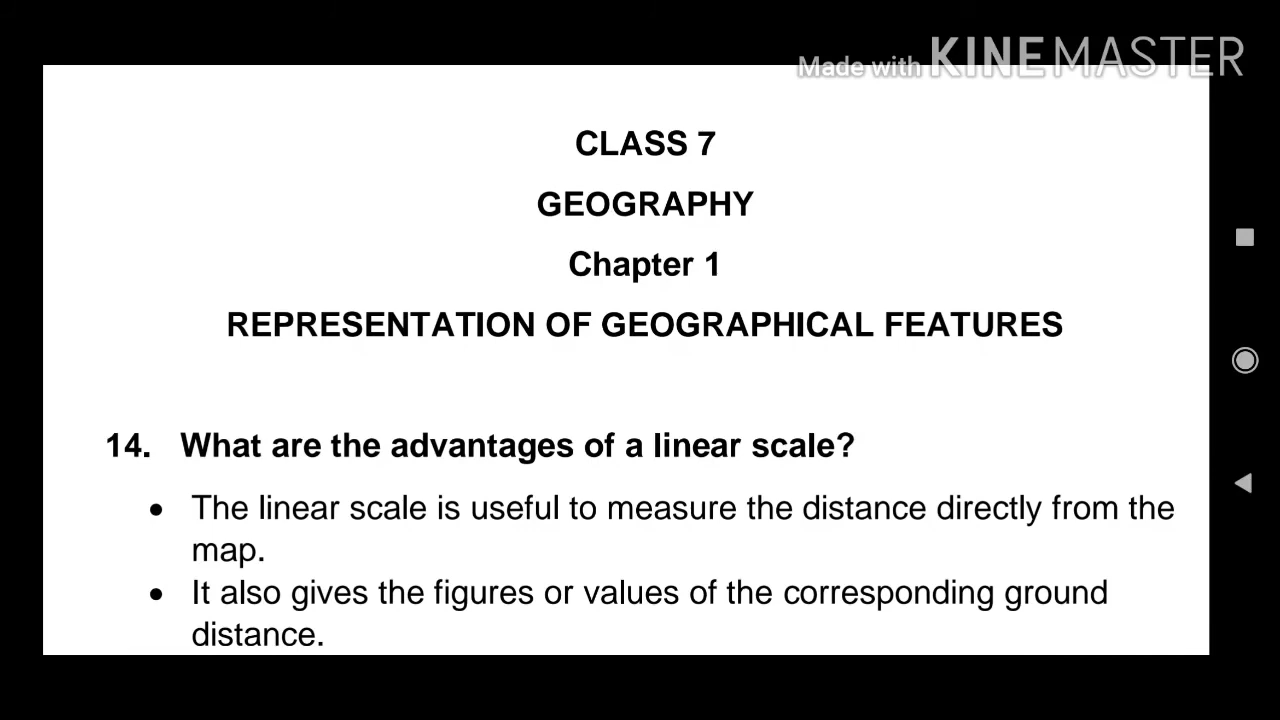 Made with KINEMASTER
CLASS 7
GEOGRAPHY
Chapter 1
REPRESENTATION OF GEOGRAPHICAL FEATURES
14. What are the advantages of a linear scale?
• The linear scale is useful to measure the distance directly from the
map.
• It also gives the figures or values of the corresponding ground
distance.